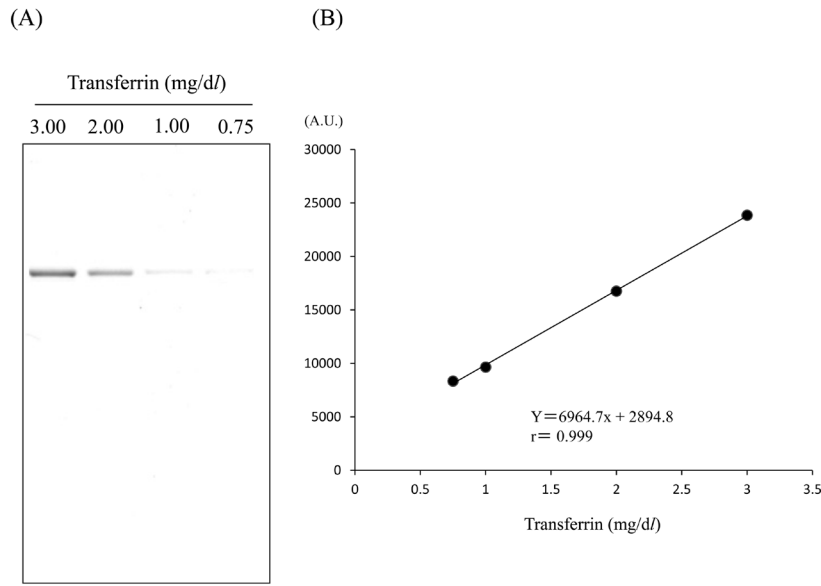 (A)
Transferrin (mg/dl)
3.00 2.00 1.00 0.75
(B)
(A.U.)
30000
25000
20000
15000
10000
5000
0
Y＝6964.7x + 2894.8
r＝ 0.999
0 0.5 1 1.5 2 2.5 3 3.5
Transferrin (mg/dl)